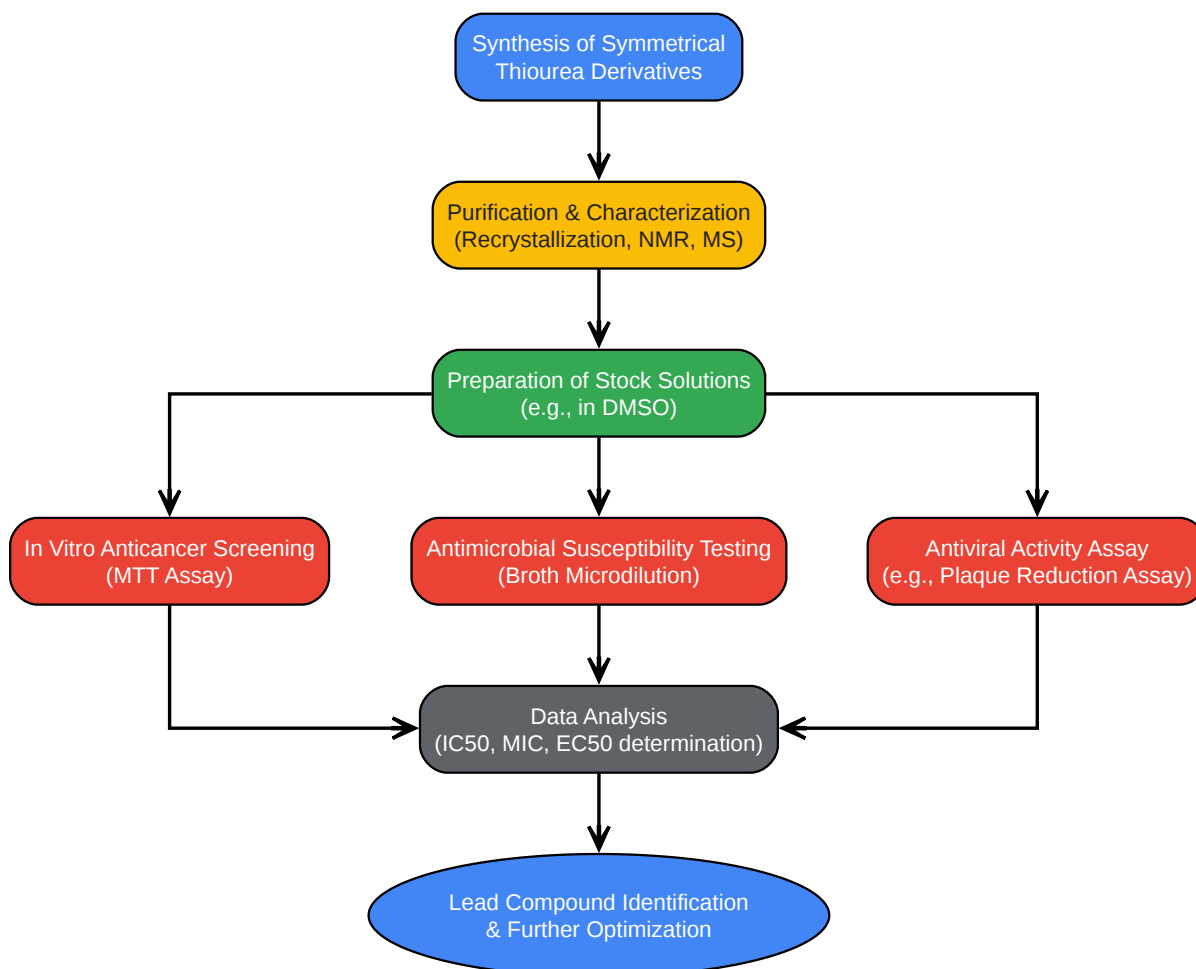 Synthesis of Symmetrical
Thiourea Derivatives
Purification & Characterization
(Recrystallization, NMR, MS)
Preparation of Stock Solutions
(e.g., in DMSO)
In Vitro Anticancer Screening
(MTT Assay)
Antimicrobial Susceptibility Testing
(Broth Microdilution)
Antiviral Activity Assay
(e.g., Plaque Reduction Assay)
Data Analysis
(IC50, MIC, EC50 determination)
Lead Compound Identification
& Further Optimization